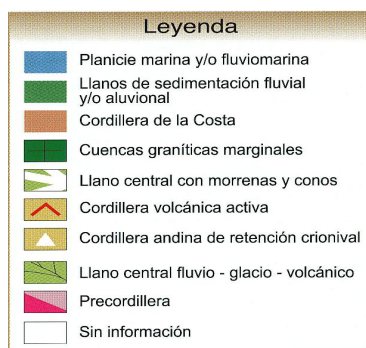 Leyenda
Planicie marina y/o fluviomarina
Llanos de sedimentación fluvial
y/o aluvional
Cordillera de la Costa
Cuencas graníticas marginales
Llano central con morrenas y conos
Cordillera volcánica activa
Cordillera andina de retención crionival
Llano central fluvio - glacio - volcánico
Precordillera
Sin información